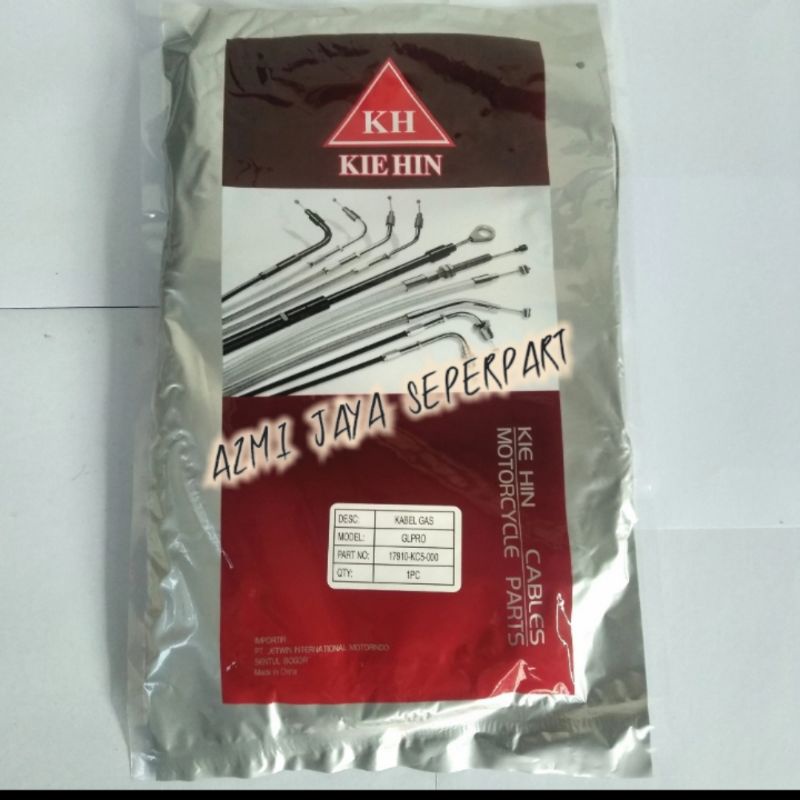 KH
KIE HIN
AZMI JAYA SEPERPART
KIE HIN CABLES
MOTORCYCLE PARTS
DESC: KABEL GAS
MODEL: GLPRO
PART NO: 17910-KC5-000
QTY: 1PC
IMPORTIR
PT. JETWIN INTERNATIONAL MOTORINDO
SENTUL BOGOR
Made in China